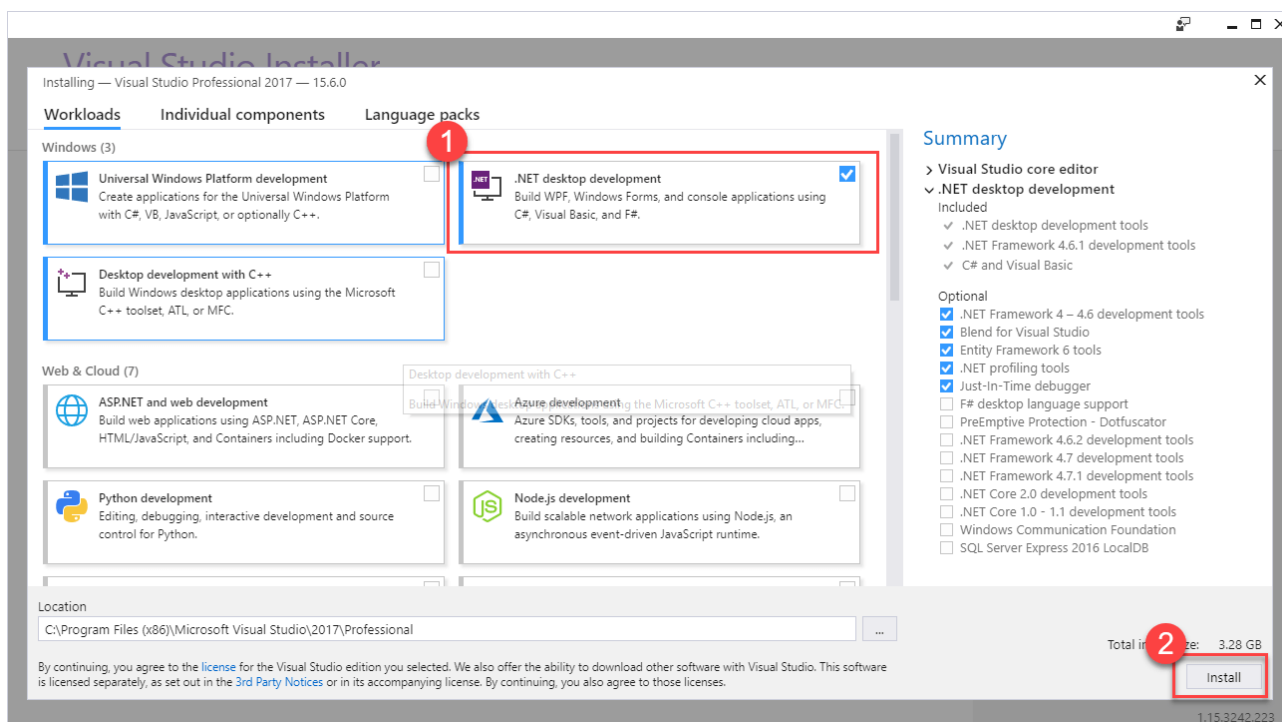 Visual Studio Installer
Installing — Visual Studio Professional 2017 — 15.6.0
Workloads
Individual components
Language packs
1
Windows (3)
Universal Windows Platform development
Create applications for the Universal Windows Platform
with C#, VB, JavaScript, or optionally C++.
.NET
.NET desktop development
Build WPF, Windows Forms, and console applications using
C#, Visual Basic, and F#.
Desktop development with C++
Build Windows desktop applications using the Microsoft
C++ toolset, ATL, or MFC.
Web & Cloud (7)
Desktop development with C++
Build Windows desktop applications using the Microsoft C++ toolset, ATL, or MFC.
ASP.NET and web development
Build web applications using ASP.NET, ASP.NET Core,
HTML/JavaScript, and Containers including Docker support.
Azure development
Azure SDKs, tools, and projects for developing cloud apps,
creating resources, and building Containers including...
Python development
Editing, debugging, interactive development and source
control for Python.
JS
Node.js development
Build scalable network applications using Node.js, an
asynchronous event-driven JavaScript runtime.
Summary
Visual Studio core editor
.NET desktop development
Included
.NET desktop development tools
.NET Framework 4.6.1 development tools
C# and Visual Basic
Optional
.NET Framework 4 – 4.6 development tools
Blend for Visual Studio
Entity Framework 6 tools
.NET profiling tools
Just-In-Time debugger
F# desktop language support
PreEmptive Protection - Dotfuscator
.NET Framework 4.6.2 development tools
.NET Framework 4.7 development tools
.NET Framework 4.7.1 development tools
.NET Core 2.0 development tools
.NET Core 1.0 - 1.1 development tools
Windows Communication Foundation
SQL Server Express 2016 LocalDB
Location
C:\Program Files (x86)\Microsoft Visual Studio\2017\Professional
...
By continuing, you agree to the license for the Visual Studio edition you selected. We also offer the ability to download other software with Visual Studio. This software
is licensed separately, as set out in the 3rd Party Notices or in its accompanying license. By continuing, you also agree to those licenses.
Total 3.28 GB
2
Install
1.15.3242.223